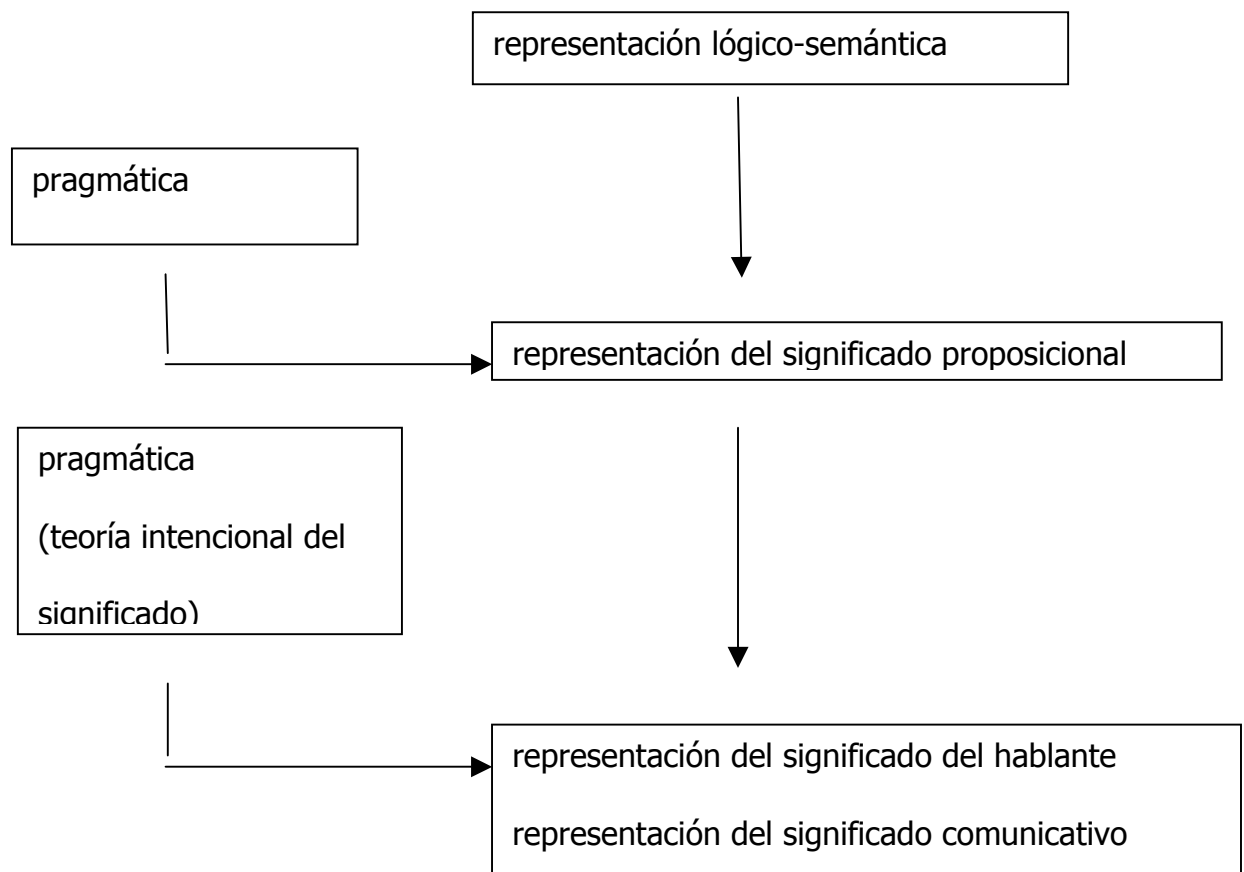 representación lógico-semántica
pragmática
representación del significado proposicional
pragmática
(teoría intencional del
significado)
representación del significado del hablante
representación del significado comunicativo